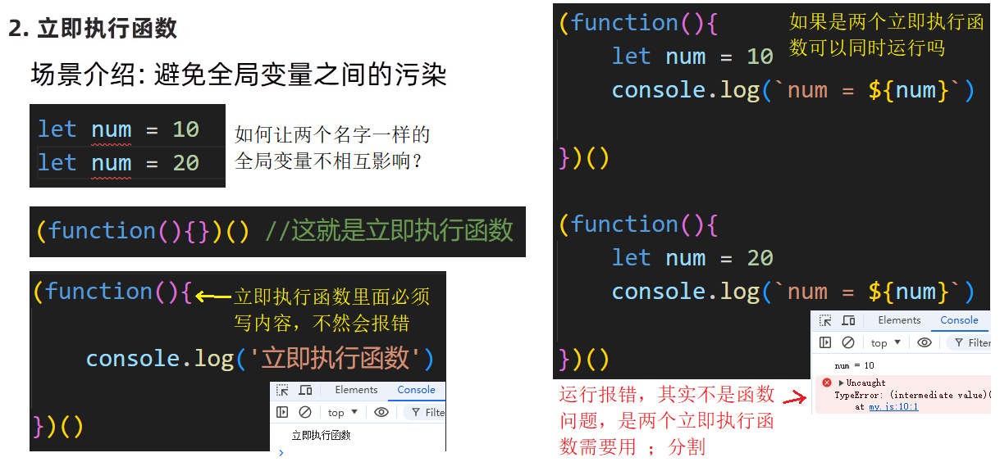 2. 立即执行函数
场景介绍: 避免全局变量之间的污染
let num = 10
let num = 20
如何让两个名字一样的
全局变量不相互影响?
(function(){})() //这就是立即执行函数
(function(){
立即执行函数里面必须
写内容，不然会报错
console.log('立即执行函数')
})()
Elements
Console
top
Filte
立即执行函数
(function(){
let num = 10
console.log(`num = ${num}`)
})()
如果是两个立即执行函
数可以同时运行吗
(function(){
let num = 20
console.log(`num = ${num}`)
})()
Elements
Console
top
Filter
num = 10
Uncaught
TypeError: (intermediate value)(
at my.js:10:1
运行报错，其实不是函数
问题，是两个立即执行函
数需要用 ；分割